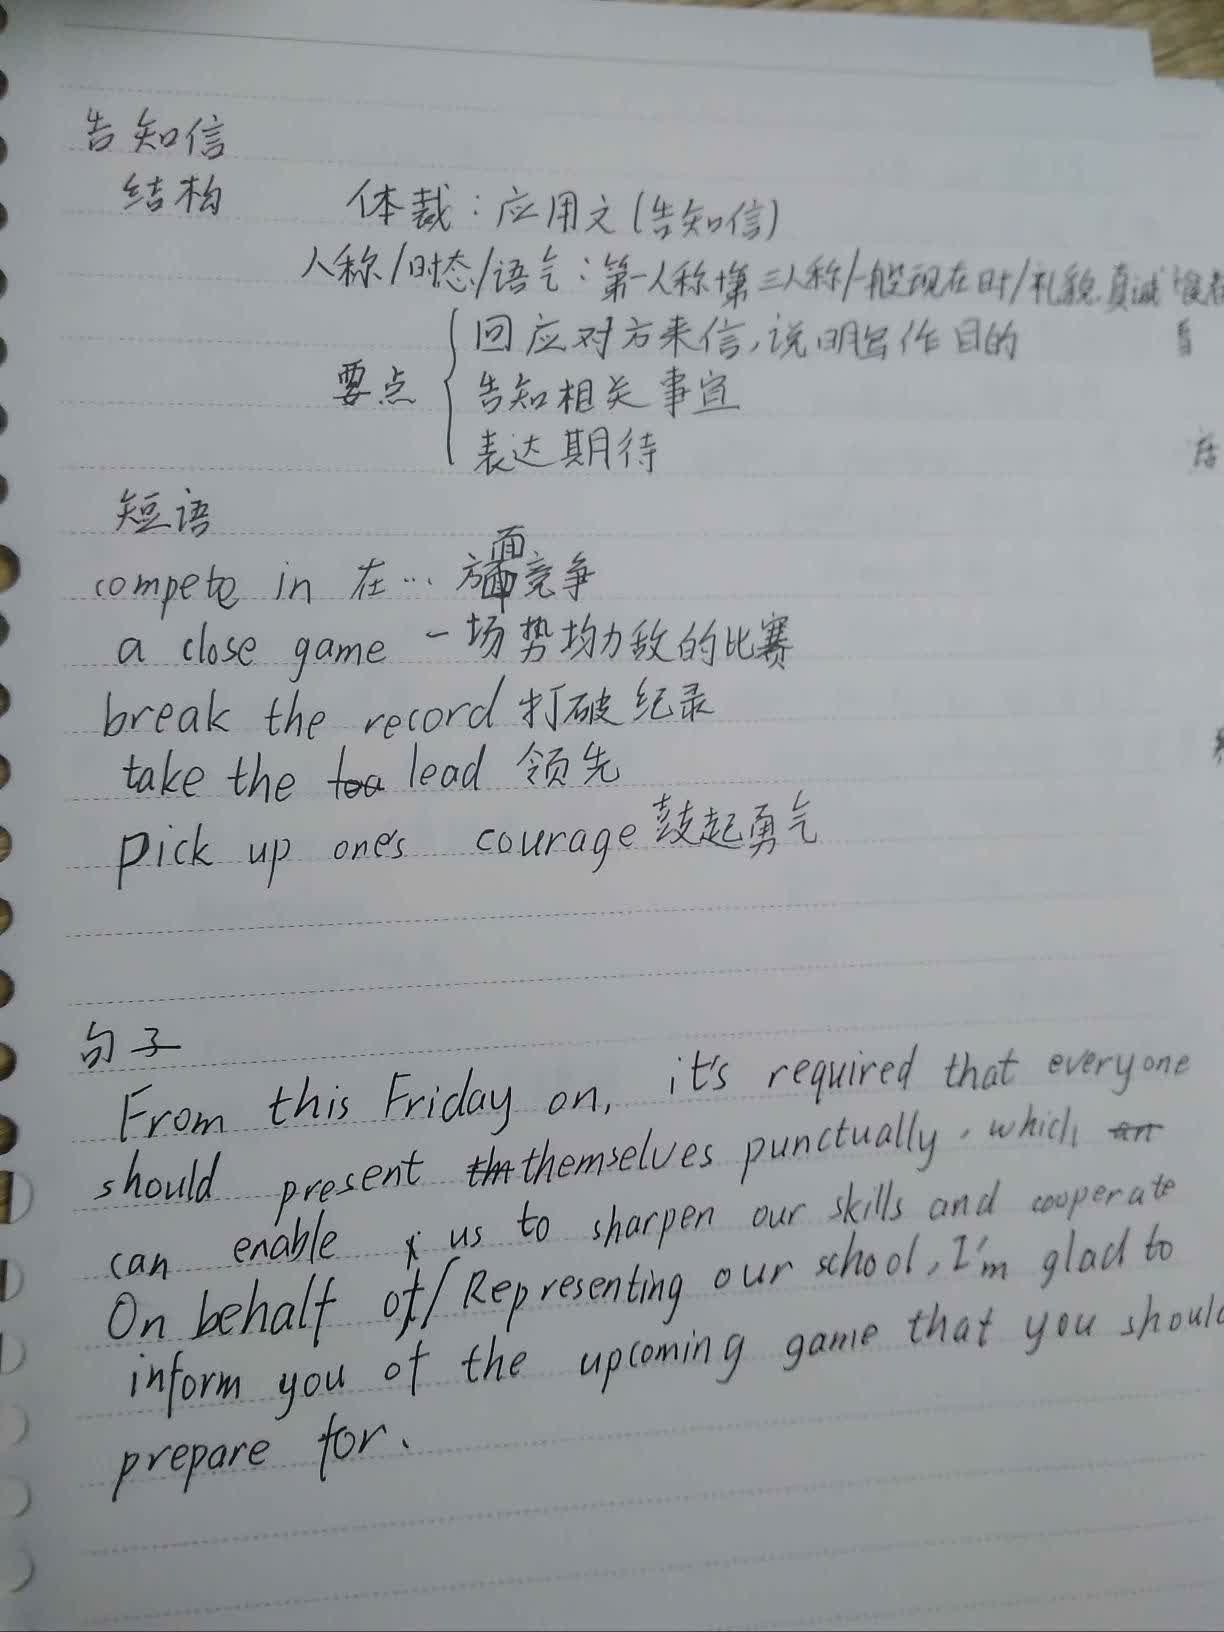 告知信
结构 体裁：应用文(告知信)
人称/时态/语气：第一人称+第三人称/一般现在时/礼貌.真诚
要点 回应对方来信,说明写作目的
告知相关事宜
表达期待
短语
compete in 在… 方面竞争
a close game 一场势均力敌的比赛
break the record 打破纪录
take the lead 领先
pick up one's courage 鼓起勇气
句子
From this Friday on, it's required that everyone
should present themselves punctually, which
can enable us to sharpen our skills and cooperate
On behalf of/Representing our school, I'm glad to
inform you of the upcoming game that you should
prepare for.